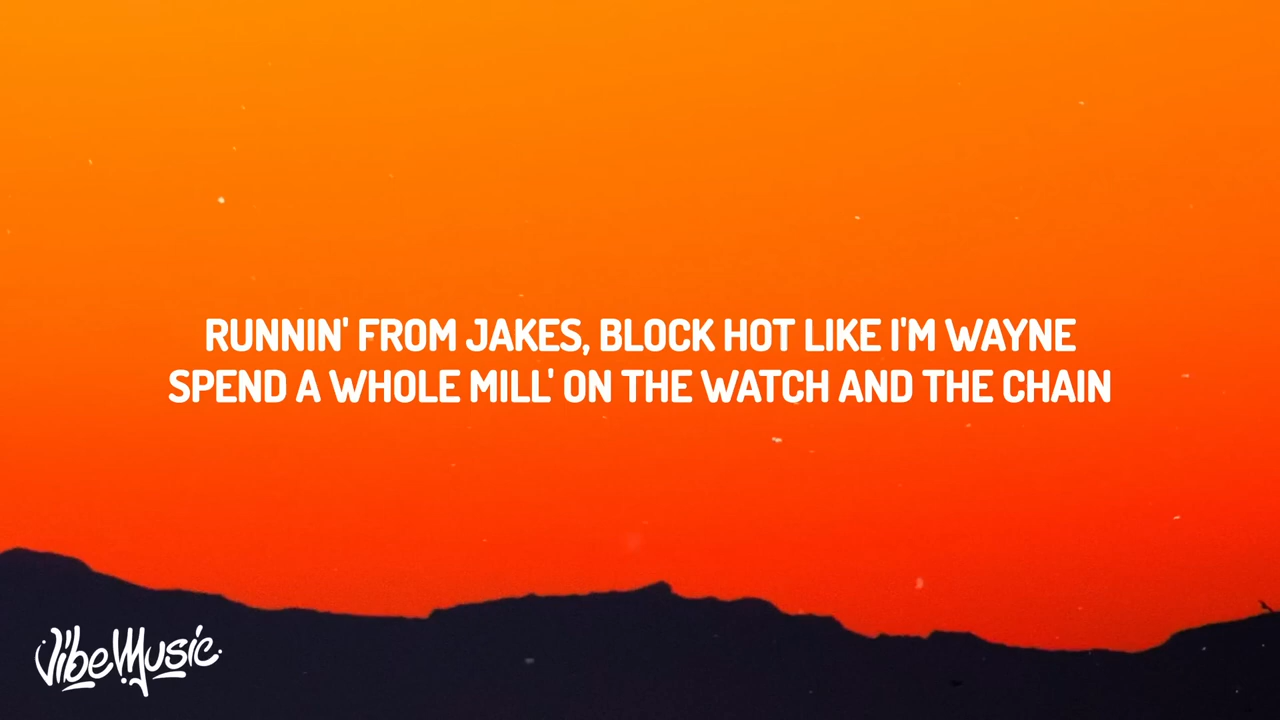 RUNNIN' FROM JAKES, BLOCK HOT LIKE I'M WAYNE
SPEND A WHOLE MILL' ON THE WATCH AND THE CHAIN
VibeMusic